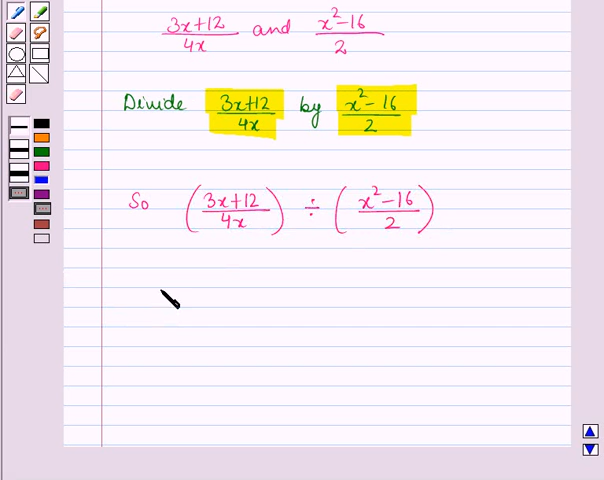 3x+12/4x and x²-16/2
Divide 3x+12/4x by x²-16/2
So (3x+12/4x) ÷ (x²-16/2)